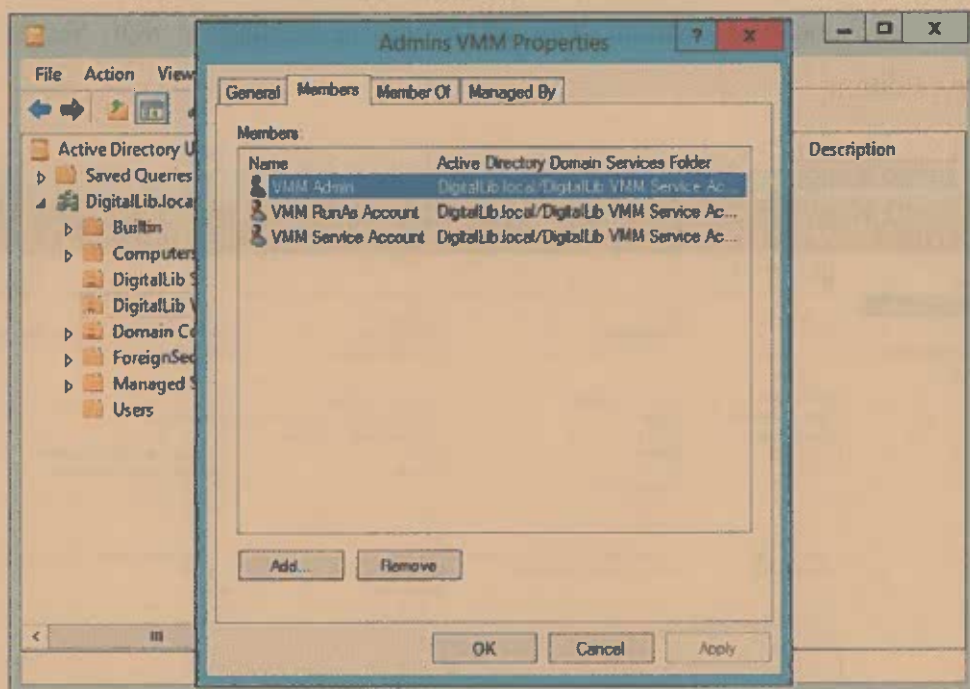 Admins VMM Properties
? X
X
File Action View
General Members Member Of Managed By
Members:
Name Active Directory Domain Services Folder
VMM Admin DigitalLib.local/DigitalLib VMM Service Ac...
VMM RunAs Account DigitalLib.local/DigitalLib VMM Service Ac...
VMM Service Account DigitalLib.local/DigitalLib VMM Service Ac...
Active Directory U
Saved Queries
DigitalLib.loca
Builtin
Computers
DigitalLib S
DigitalLib V
Domain Co
ForeignSec
Managed S
Users
Description
Add... Remove
OK Cancel Apply